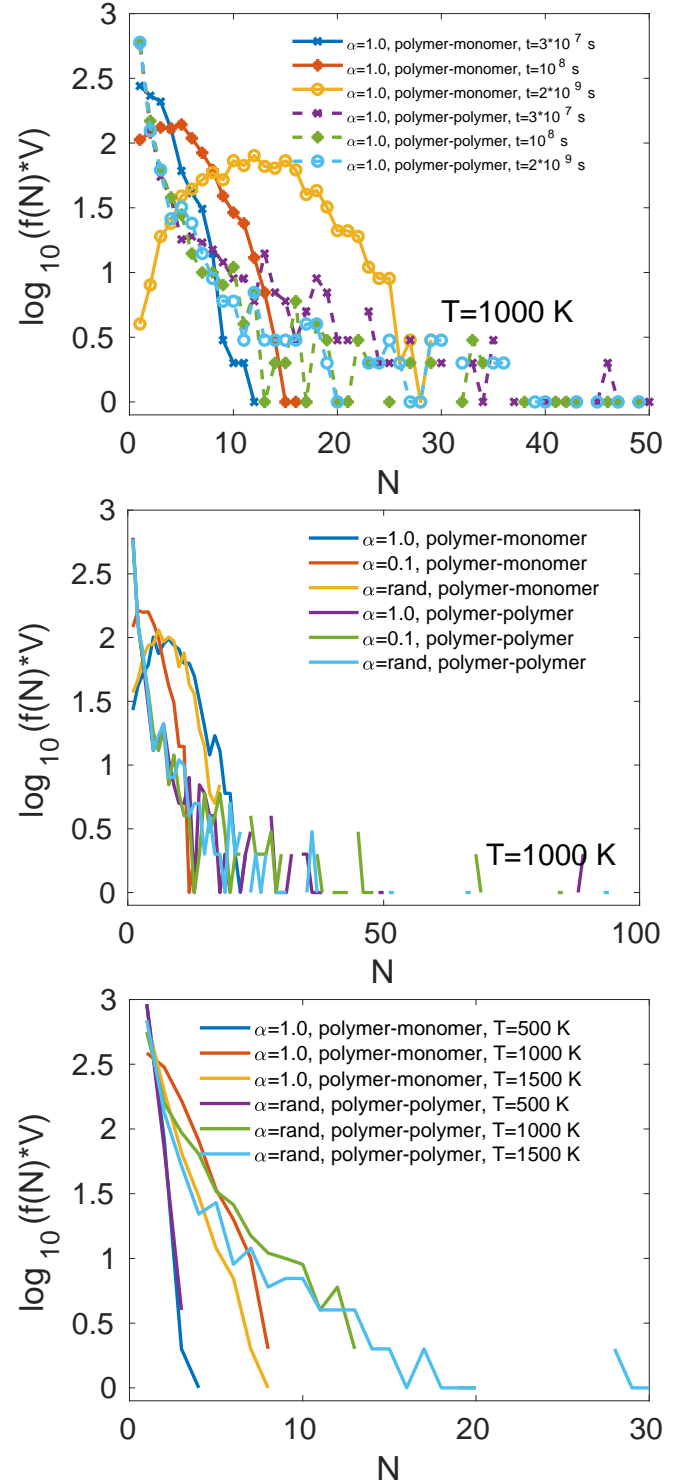 3
2.5
2
1.5
1
0.5
0
log 10 (f(N)*V)
α=1.0, polymer-monomer, t=3*10 7 s
α=1.0, polymer-monomer, t=10 8 s
α=1.0, polymer-monomer, t=2*10 9 s
α=1.0, polymer-polymer, t=3*10 7 s
α=1.0, polymer-polymer, t=10 8 s
α=1.0, polymer-polymer, t=2*10 9 s
T=1000 K
0 10 20 30 40 50
N
3
2.5
2
1.5
1
0.5
0
log 10 (f(N)*V)
α=1.0, polymer-monomer
α=0.1, polymer-monomer
α=rand, polymer-monomer
α=1.0, polymer-polymer
α=0.1, polymer-polymer
α=rand, polymer-polymer
T=1000 K
0 50 100
N
3
2.5
2
1.5
1
0.5
0
log 10 (f(N)*V)
α=1.0, polymer-monomer, T=500 K
α=1.0, polymer-monomer, T=1000 K
α=1.0, polymer-monomer, T=1500 K
α=rand, polymer-polymer, T=500 K
α=rand, polymer-polymer, T=1000 K
α=rand, polymer-polymer, T=1500 K
0 10 20 30
N